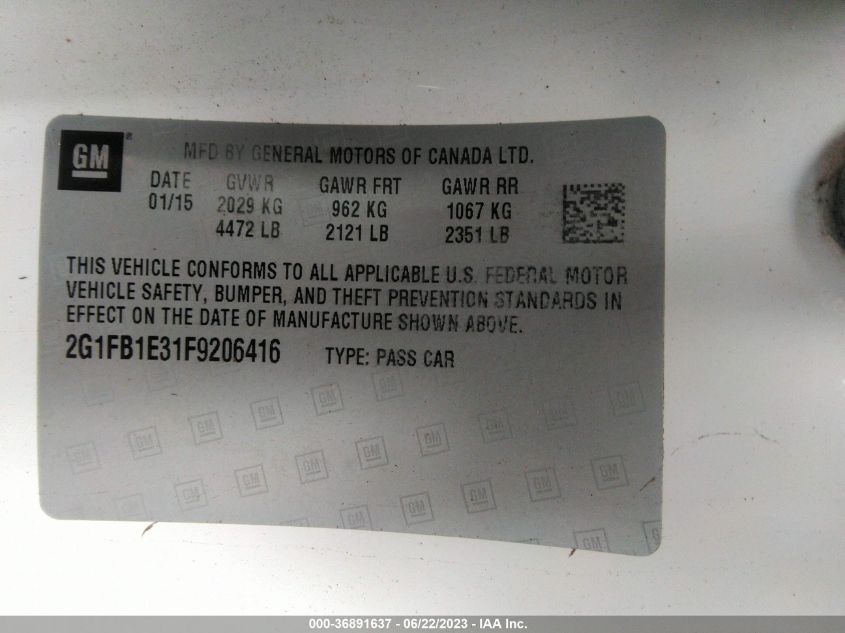 GM ® MFD BY GENERAL MOTORS OF CANADA LTD.
DATE GVWR GAWR FRT GAWR RR
01/15 2029 KG 962 KG 1067 KG
4472 LB 2121 LB 2351 LB
THIS VEHICLE CONFORMS TO ALL APPLICABLE U.S. FEDERAL MOTOR
VEHICLE SAFETY, BUMPER, AND THEFT PREVENTION STANDARDS IN
EFFECT ON THE DATE OF MANUFACTURE SHOWN ABOVE.
2G1FB1E31F9206416 TYPE: PASS CAR
000-36891637 - 06/22/2023 - IAA Inc.